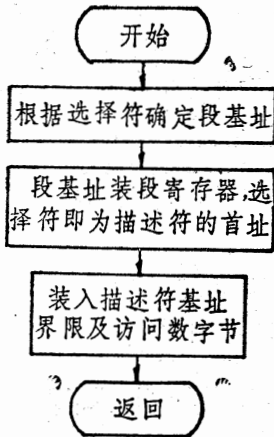 开始
根据选择符确定段基址
段基址装段寄存器,选
择符即为描述符的首址
装入描述符基址
界限及访问数字节
返回